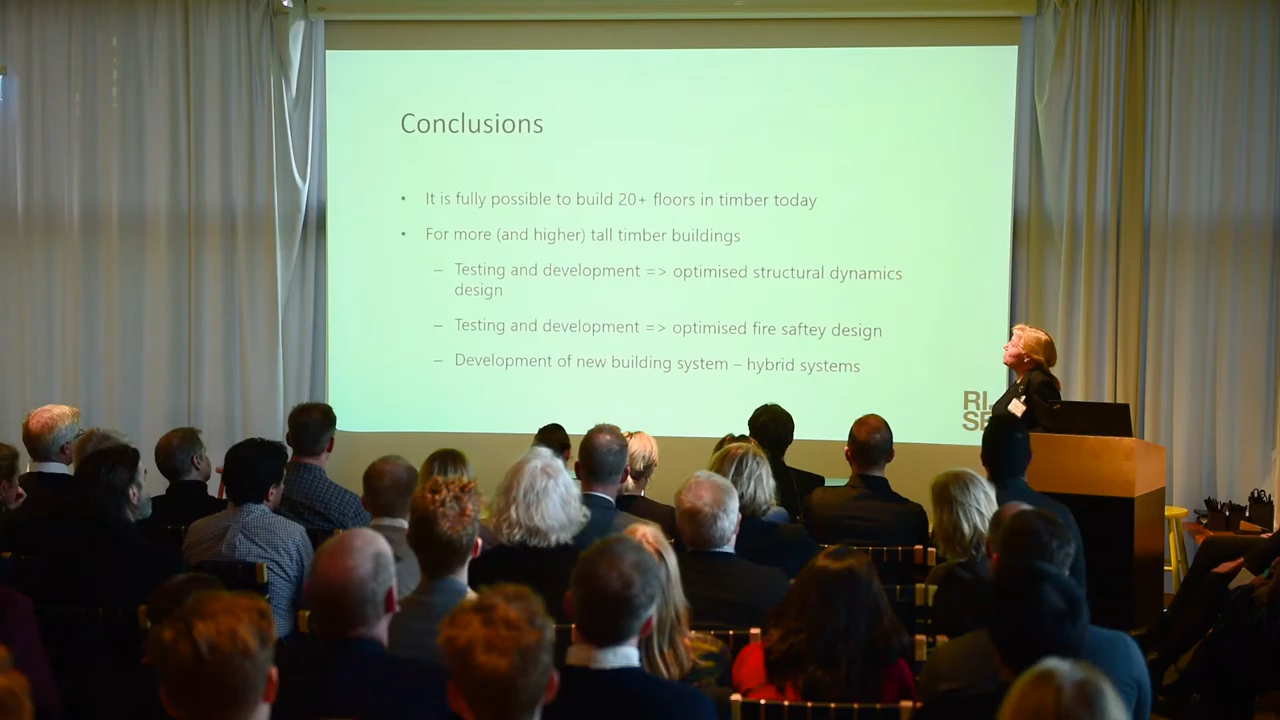 Conclusions
• It is fully possible to build 20+ floors in timber today
• For more (and higher) tall timber buildings
– Testing and development => optimised structural dynamics
design
– Testing and development => optimised fire saftey design
– Development of new building system – hybrid systems
RI.
SE